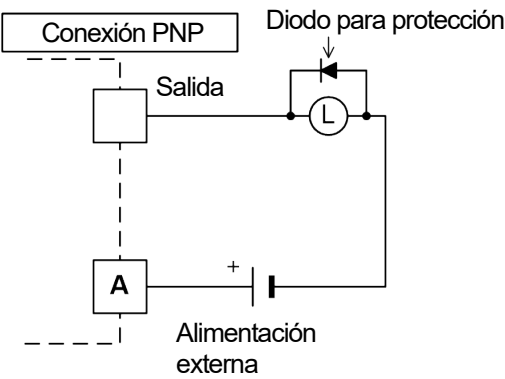 Diodo para protección
Conexión PNP
Salida
L
A
+
Alimentación
externa